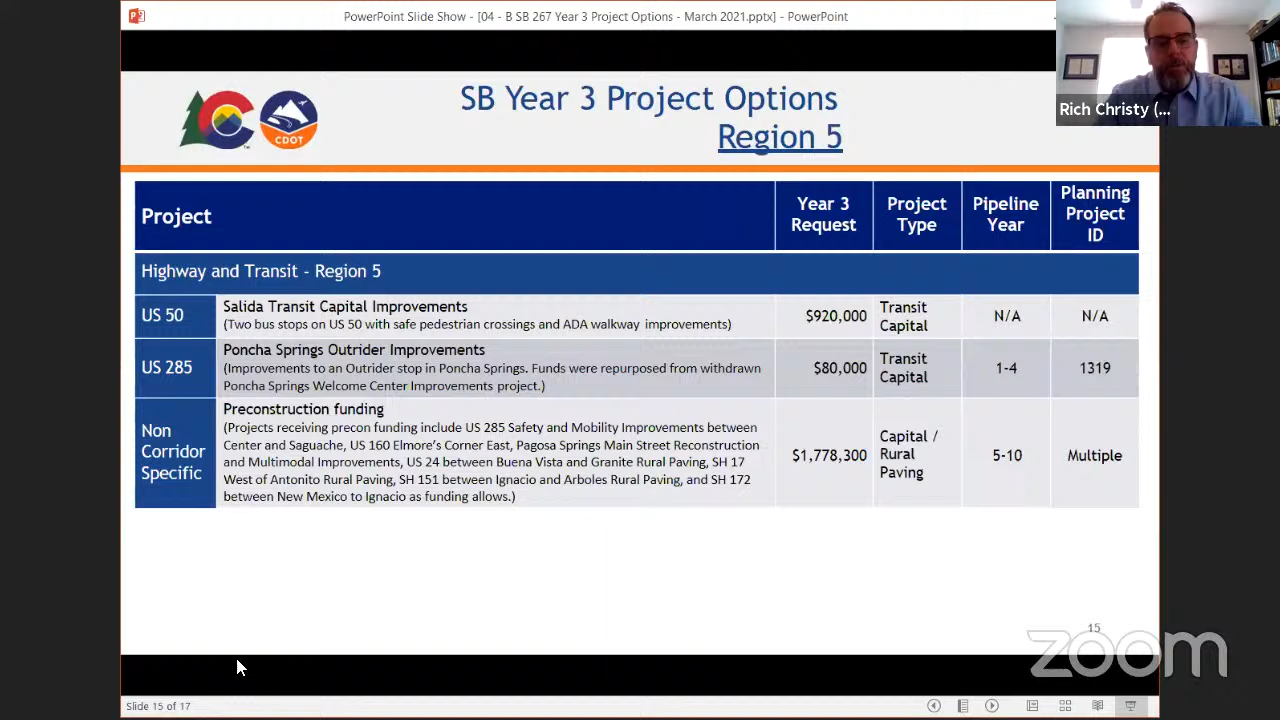 PowerPoint Slide Show - [04 - B SB 267 Year 3 Project Options - March 2021.pptx] - PowerPoint
Rich Christy (...
SB Year 3 Project Options
Region 5
CDOT
Project
Year 3
Request
Project
Type
Pipeline
Year
Planning
Project
ID
Highway and Transit - Region 5
US 50
Salida Transit Capital Improvements
(Two bus stops on US 50 with safe pedestrian crossings and ADA walkway improvements)
$920,000
Transit
Capital
N/A
N/A
US 285
Poncha Springs Outrider Improvements
(Improvements to an Outrider stop in Poncha Springs. Funds were repurposed from withdrawn
Poncha Springs Welcome Center Improvements project.)
$80,000
Transit
Capital
1-4
1319
Non
Corridor
Specific
Preconstruction funding
(Projects receiving precon funding include US 285 Safety and Mobility Improvements between
Center and Saguache, US 160 Elmore's Corner East, Pagosa Springs Main Street Reconstruction
and Multimodal Improvements, US 24 between Buena Vista and Granite Rural Paving, SH 17
West of Antonito Rural Paving, SH 151 between Ignacio and Arboles Rural Paving, and SH 172
between New Mexico to Ignacio as funding allows.)
$1,778,300
Capital /
Rural
Paving
5-10
Multiple
15
zoom
Slide 15 of 17